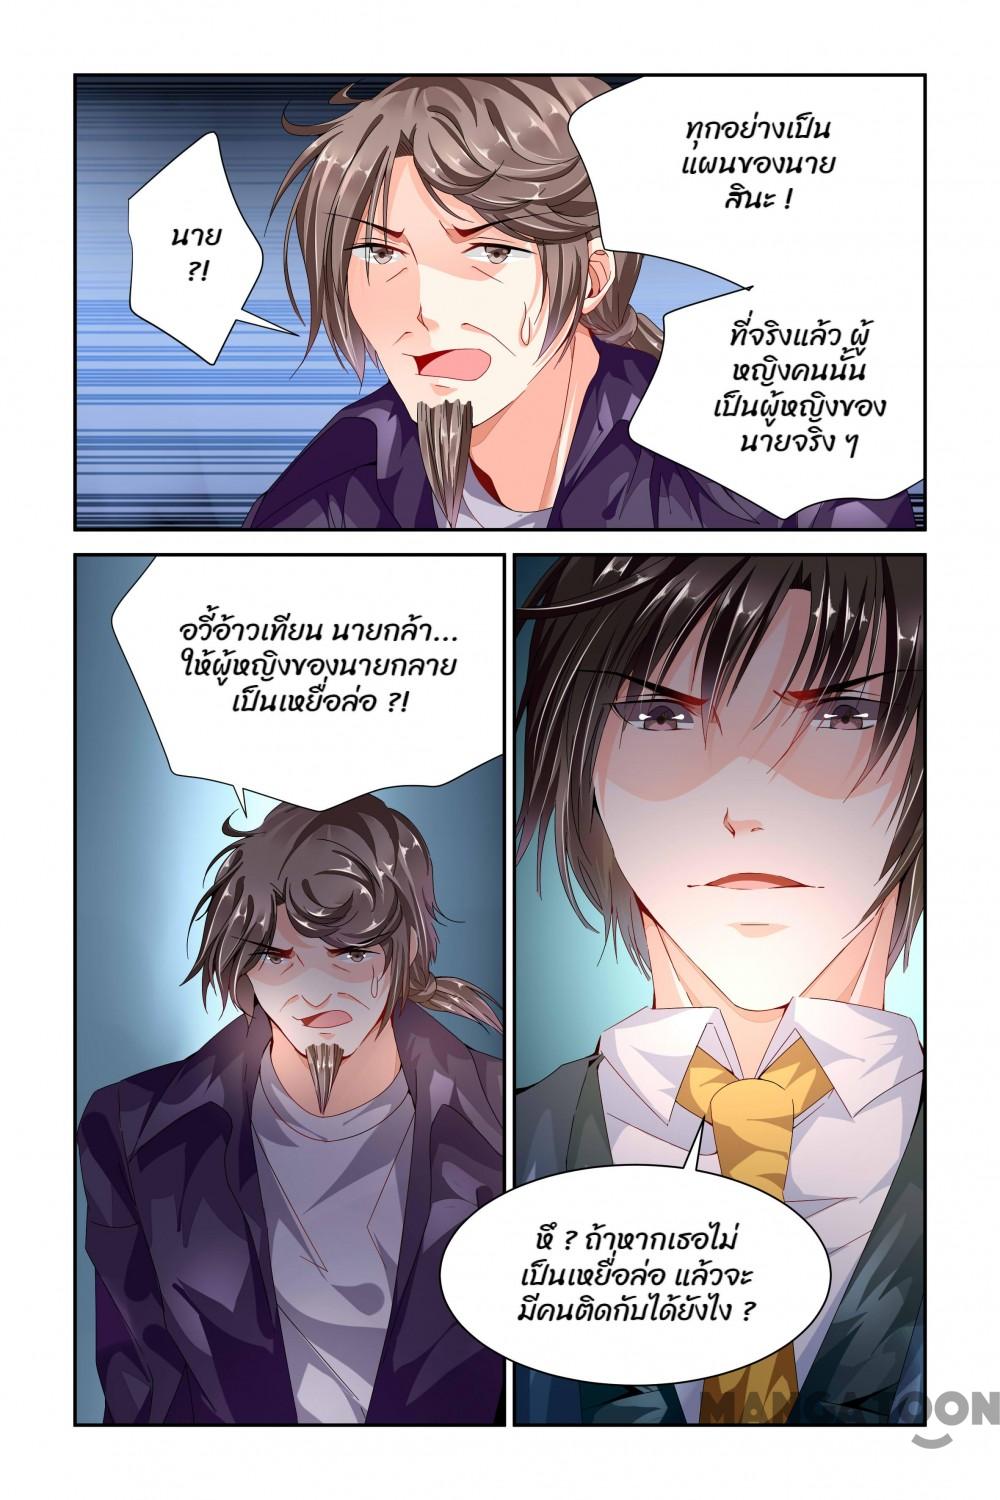 นาย
?!
ทุกอย่างเป็น
แผนของนาย
สินะ !
ที่จริงแล้ว ผู้
หญิงคนนั้น
เป็นผู้หญิงของ
นายจริง ๆ
อวี้อ้าวเทียน นายกล้า...
ให้ผู้หญิงของนายกลาย
เป็นเหยื่อล่อ ?!
หึ ? ถ้าหากเธอไม่
เป็นเหยื่อล่อ แล้วจะ
มีคนติดกับได้ยังไง ?
MANGATOON